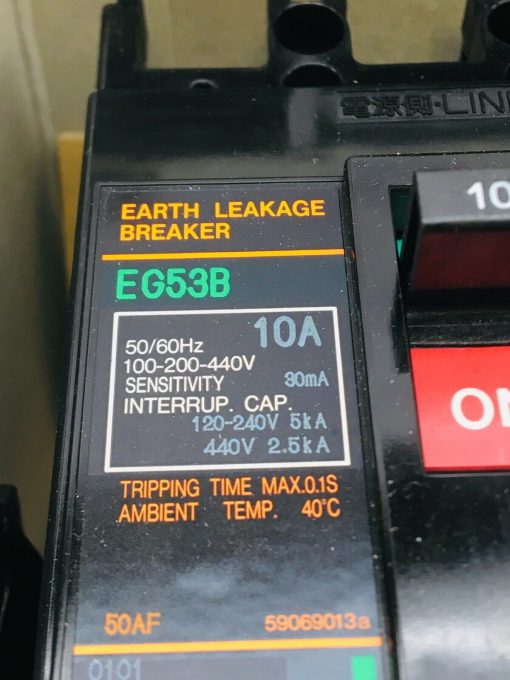 電源側·LINE
EARTH LEAKAGE
BREAKER
EG53B
10A
50/60Hz
100-200-440V
SENSITIVITY 30mA
INTERRUP. CAP.
120-240V 5kA
440V 2.5kA
TRIPPING TIME MAX.0.1S
AMBIENT TEMP. 40°C
50AF 59069013a
0101
10
ON